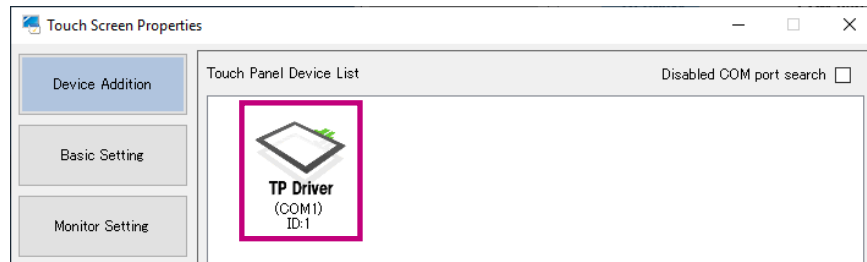 Touch Screen Properties
Device Addition
Touch Panel Device List
Disabled COM port search
Basic Setting
TP Driver
(COM1)
ID:1
Monitor Setting